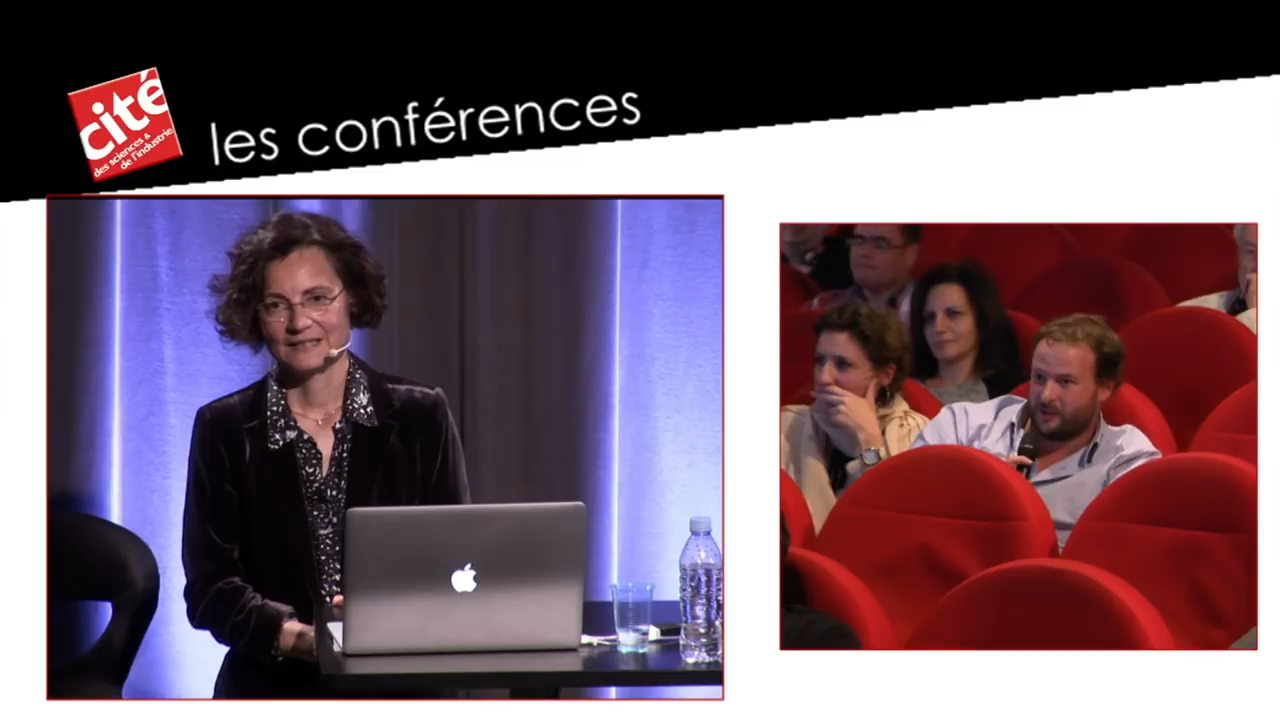 cité
des sciences &
de l'industrie
les conférences